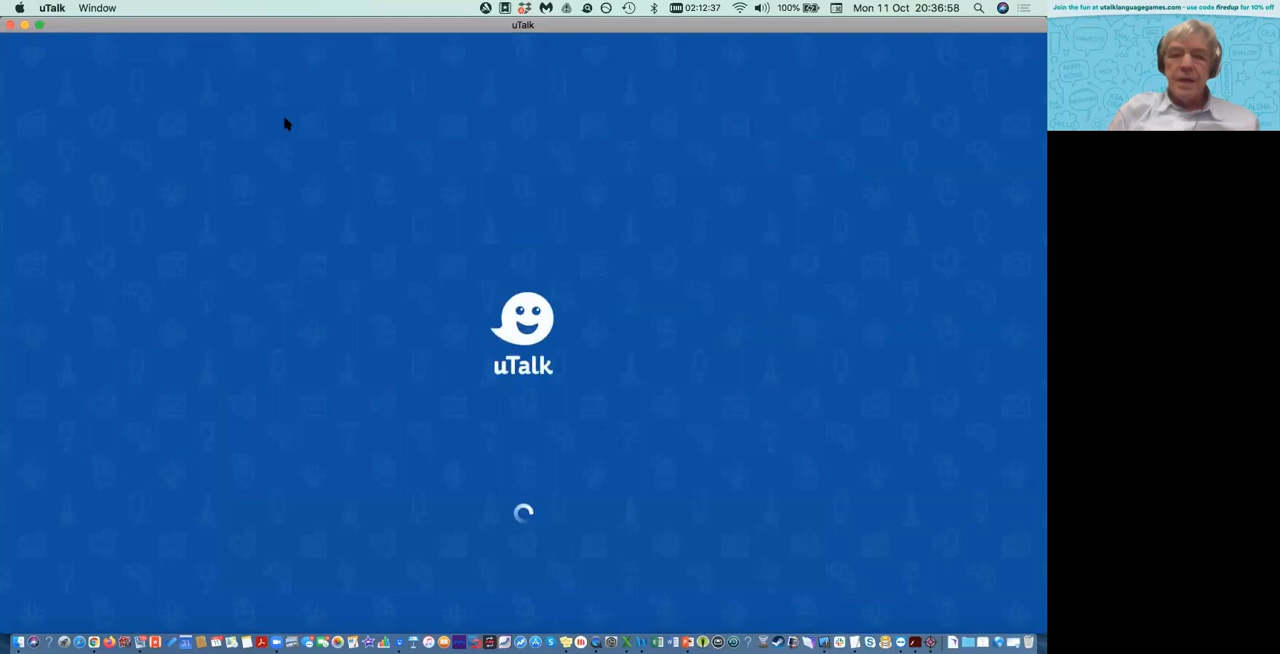 uTalk Window 02:12:37 100% Mon 11 Oct 20:36:58
uTalk
Join the fun at utalklanguagegames.com - use code firedup for 10% off
uTalk